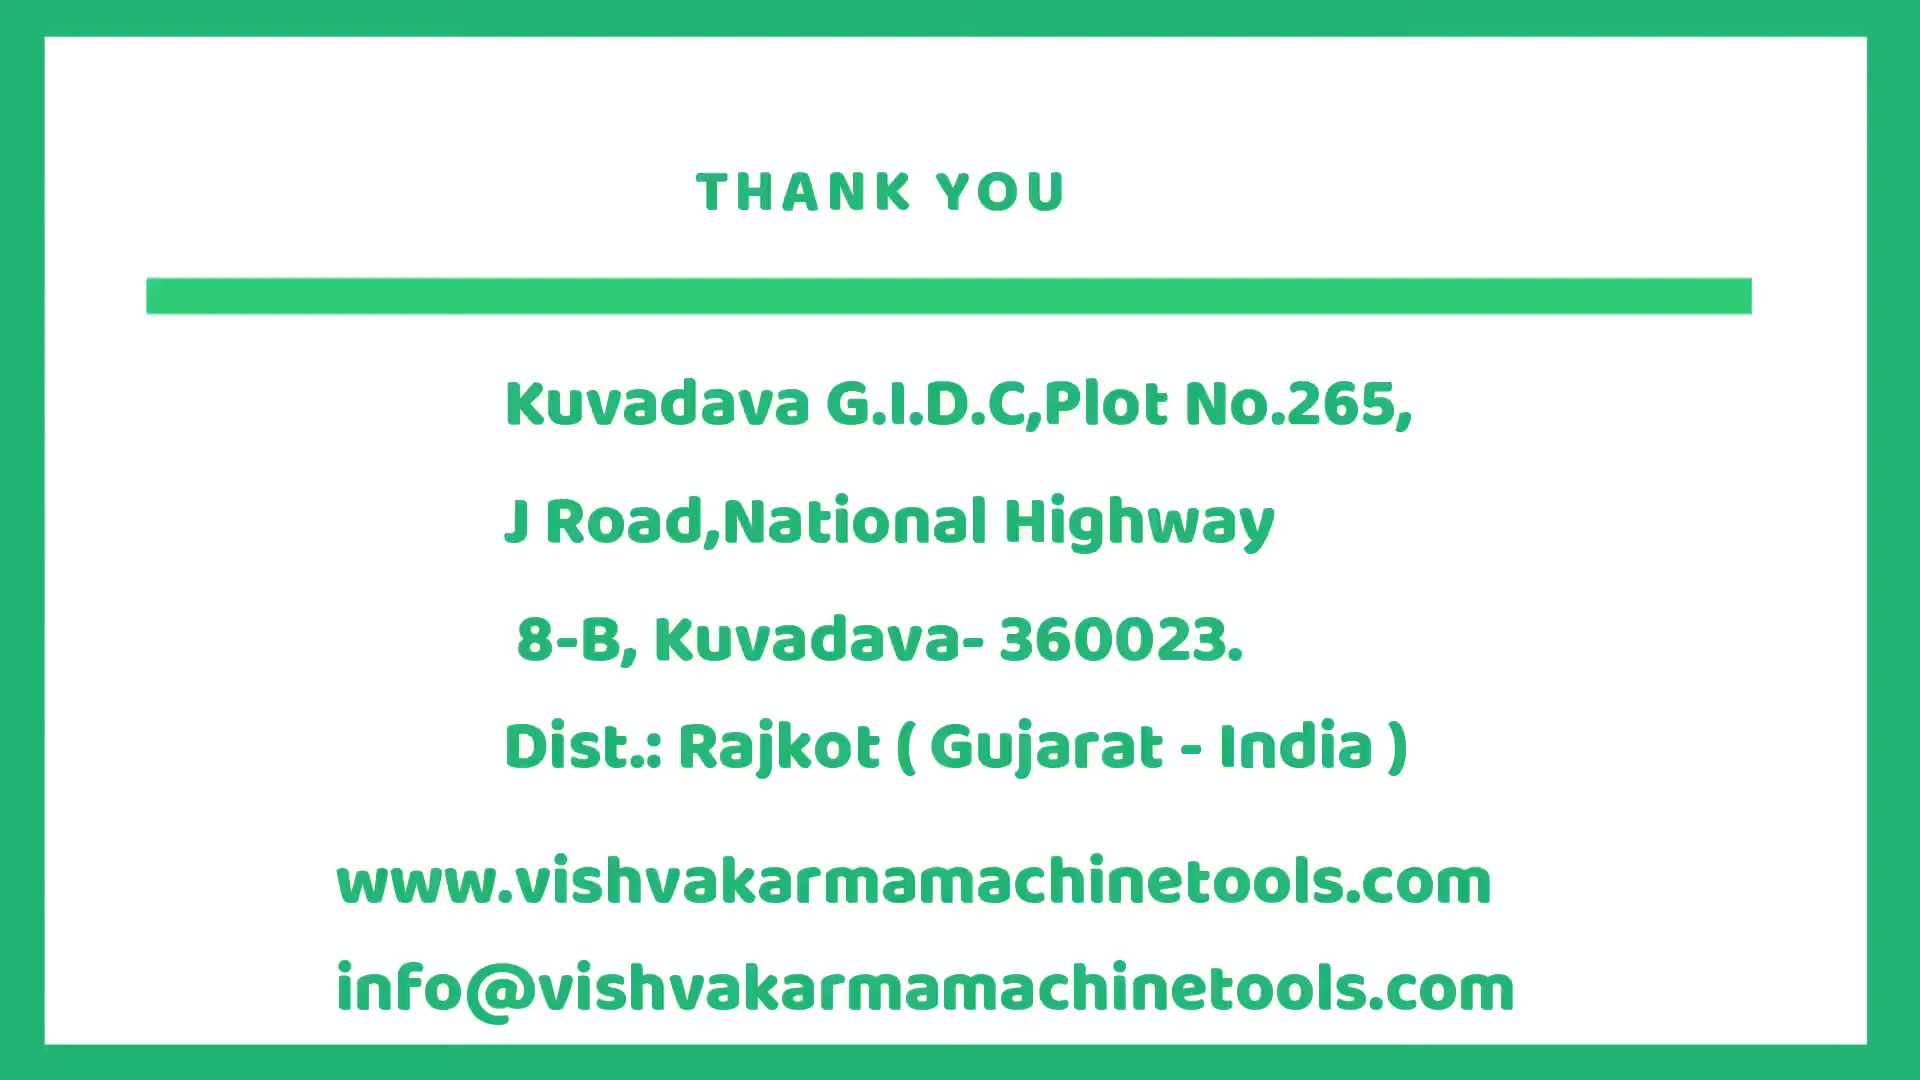 THANK YOU
Kuvadava G.I.D.C,Plot No.265,
J Road,National Highway
8-B, Kuvadava- 360023.
Dist.: Rajkot ( Gujarat - India )
www.vishvakarmamachinetools.com
info@vishvakarmamachinetools.com